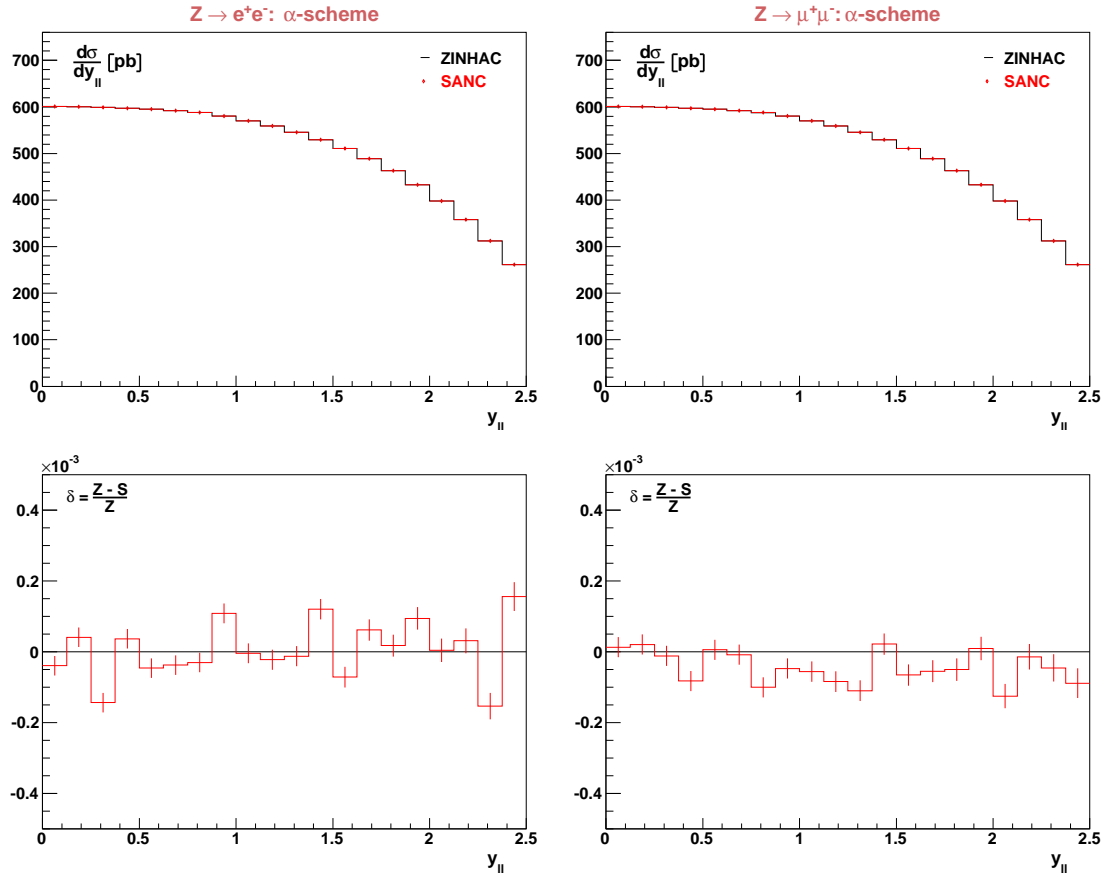 Z → e⁺e⁻: α-scheme
dσ
dy_ll [pb]
ZINHAC
SANC
700
600
500
400
300
200
100
0
0 0.5 1 1.5 2 2.5
y_ll
Z → μ⁺μ⁻: α-scheme
dσ
dy_ll [pb]
ZINHAC
SANC
700
600
500
400
300
200
100
0
0 0.5 1 1.5 2 2.5
y_ll
×10⁻³
δ = Z - S
Z
0.4
0.2
0
-0.2
-0.4
0 0.5 1 1.5 2 2.5
y_ll
×10⁻³
δ = Z - S
Z
0.4
0.2
0
-0.2
-0.4
0 0.5 1 1.5 2 2.5
y_ll